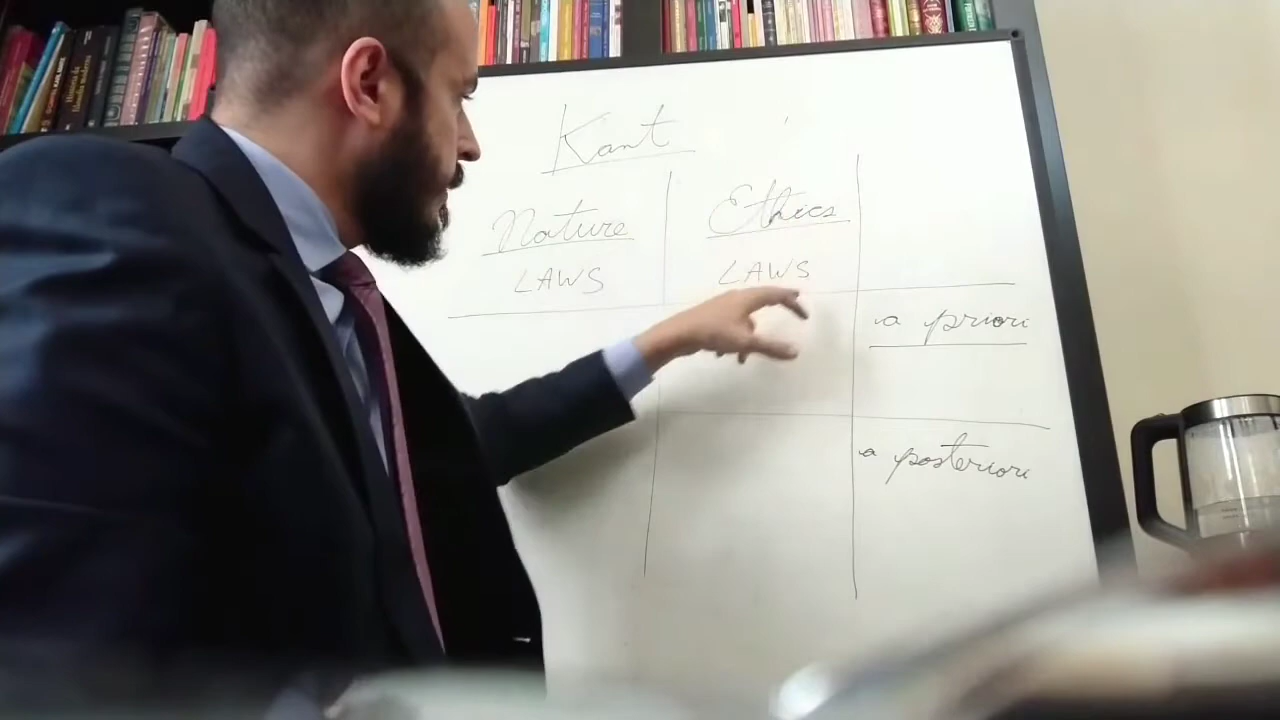 Kant
Nature
Ethics
LAWS
LAWS
a priori
a posteriori